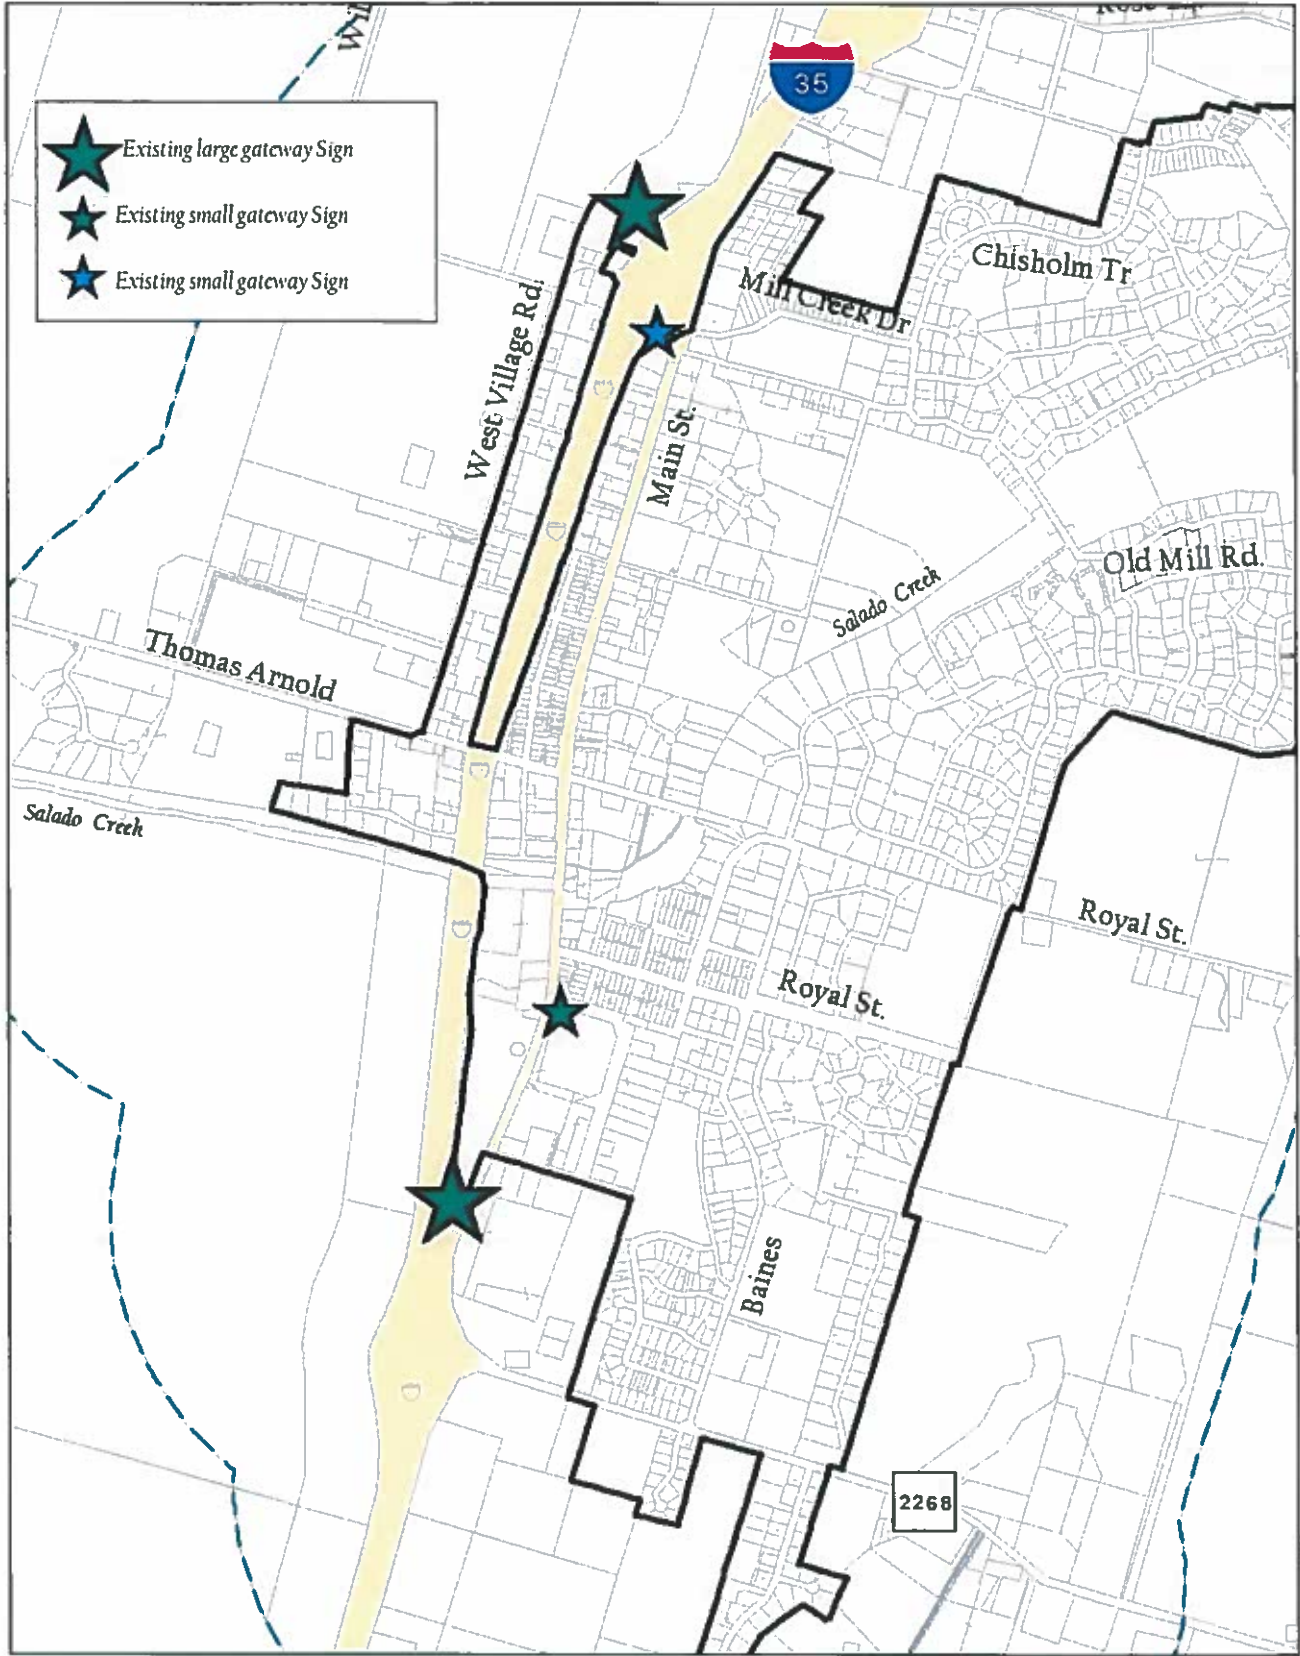 35
Existing large gateway Sign
Existing small gateway Sign
Existing small gateway Sign
Chisholm Tr
Mill Creek Dr
West Village Rd.
Main St.
Old Mill Rd.
Salado Creek
Thomas Arnold
Salado Creek
Royal St.
Royal St.
Baines
2268